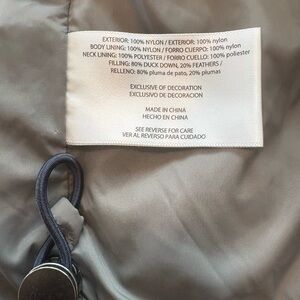 EXTERIOR: 100% NYLON / EXTERIOR: 100% nylon
BODY LINING: 100% NYLON / FORRO CUERPO: 100% nylon
NECK LINING: 100% POLYESTER / FORRO CUELLO: 100% poliester
FILLING: 80% DUCK DOWN, 20% FEATHERS /
RELLENO: 80% pluma de pato, 20% plumas
EXCLUSIVE OF DECORATION
EXCLUSIVO DE DECORACION
MADE IN CHINA
HECHO EN CHINA
SEE REVERSE FOR CARE
VER AL REVERSO PARA CUIDADO